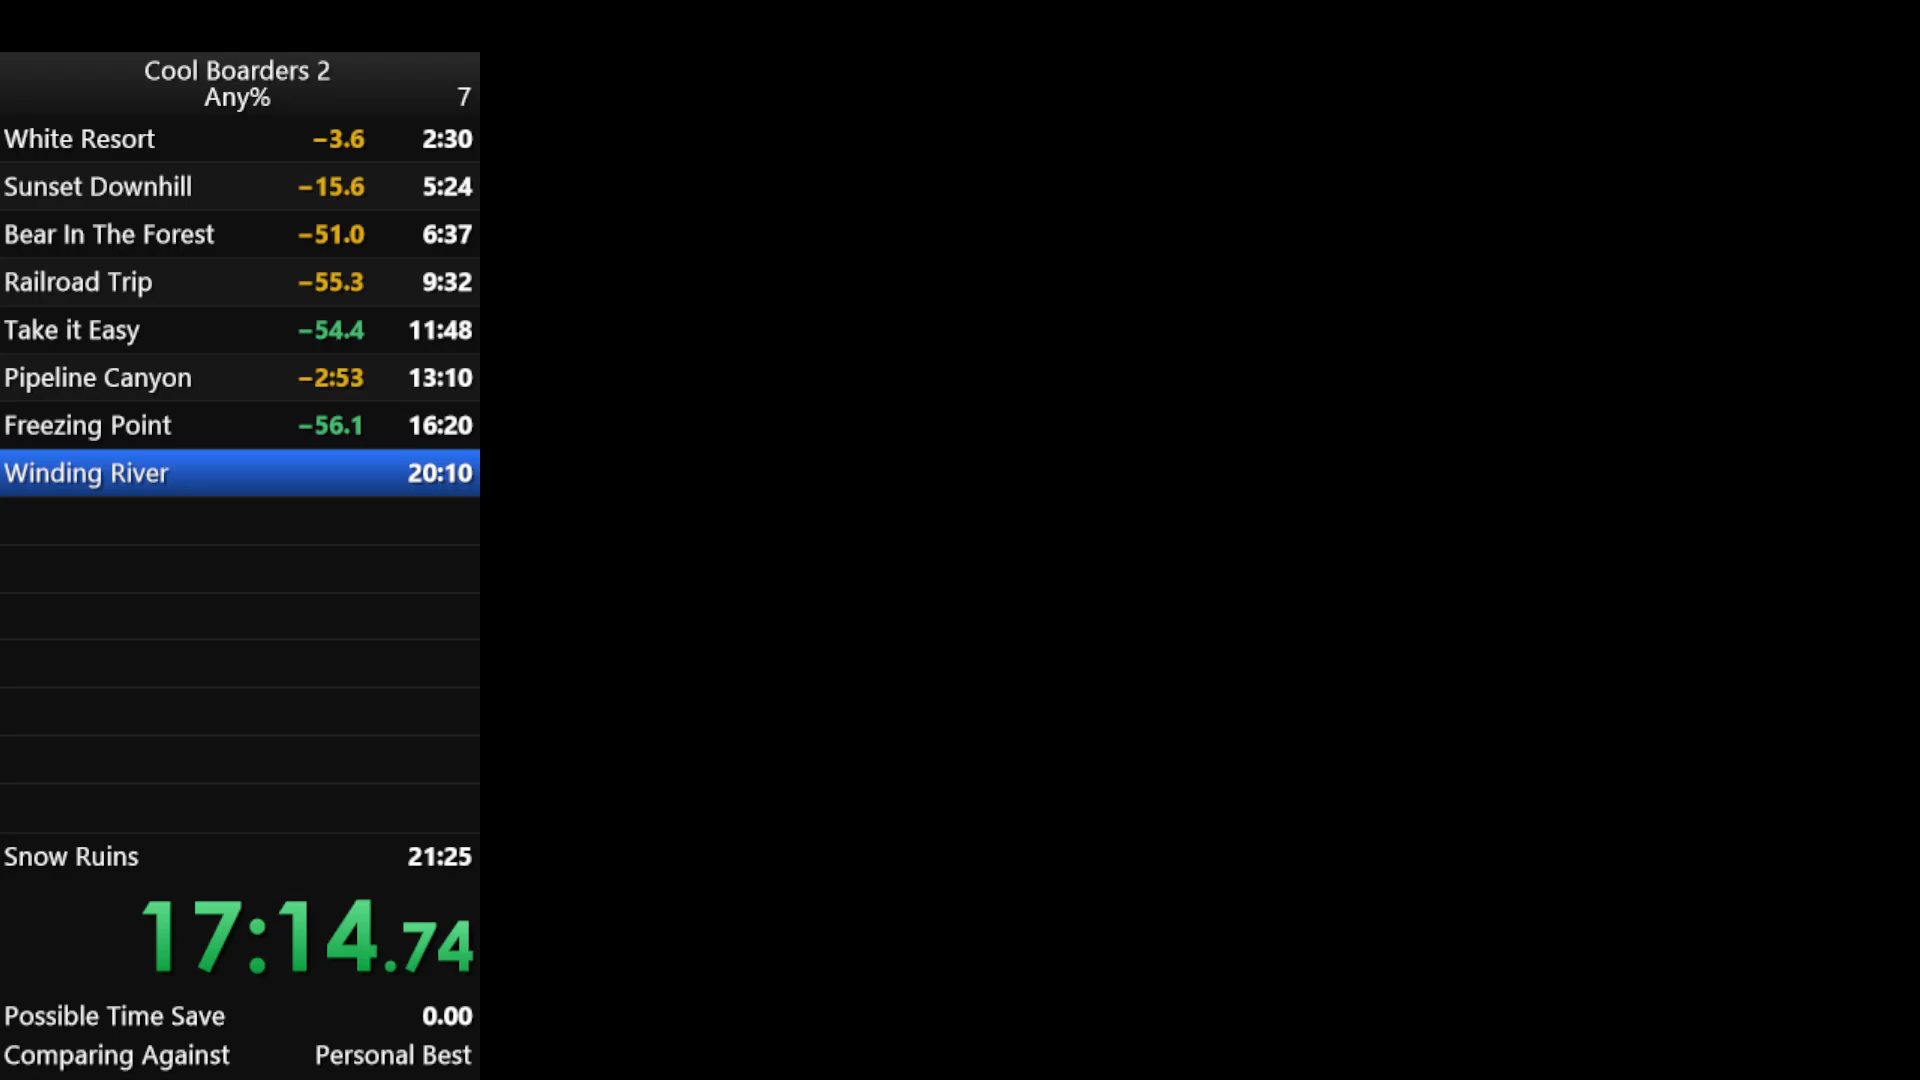 Cool Boarders 2
Any% 7
White Resort −3.6 2:30
Sunset Downhill −15.6 5:24
Bear In The Forest −51.0 6:37
Railroad Trip −55.3 9:32
Take it Easy −54.4 11:48
Pipeline Canyon −2:53 13:10
Freezing Point −56.1 16:20
Winding River 20:10
Snow Ruins 21:25
17:14.74
Possible Time Save 0.00
Comparing Against Personal Best